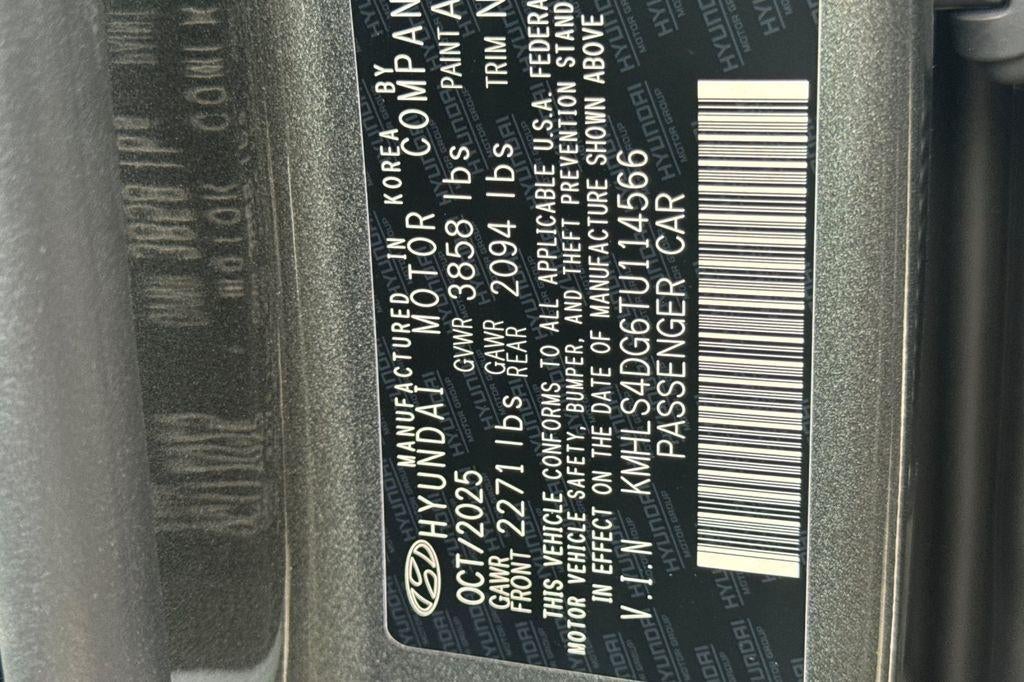 MANUFACTURED IN KOREA BY
HYUNDAI MOTOR COMPAN
OCT/2025 GVWR 3858 lbs PAINT A
GAWR FRONT 2271 lbs GAWR REAR 2094 lbs TRIM N
THIS VEHICLE CONFORMS TO ALL APPLICABLE U.S.A. FEDERA
MOTOR VEHICLE SAFETY, BUMPER, AND THEFT PREVENTION STAND
IN EFFECT ON THE DATE OF MANUFACTURE SHOWN ABOVE
V.I.N KMHLS4DG6TU114566
PASSENGER CAR